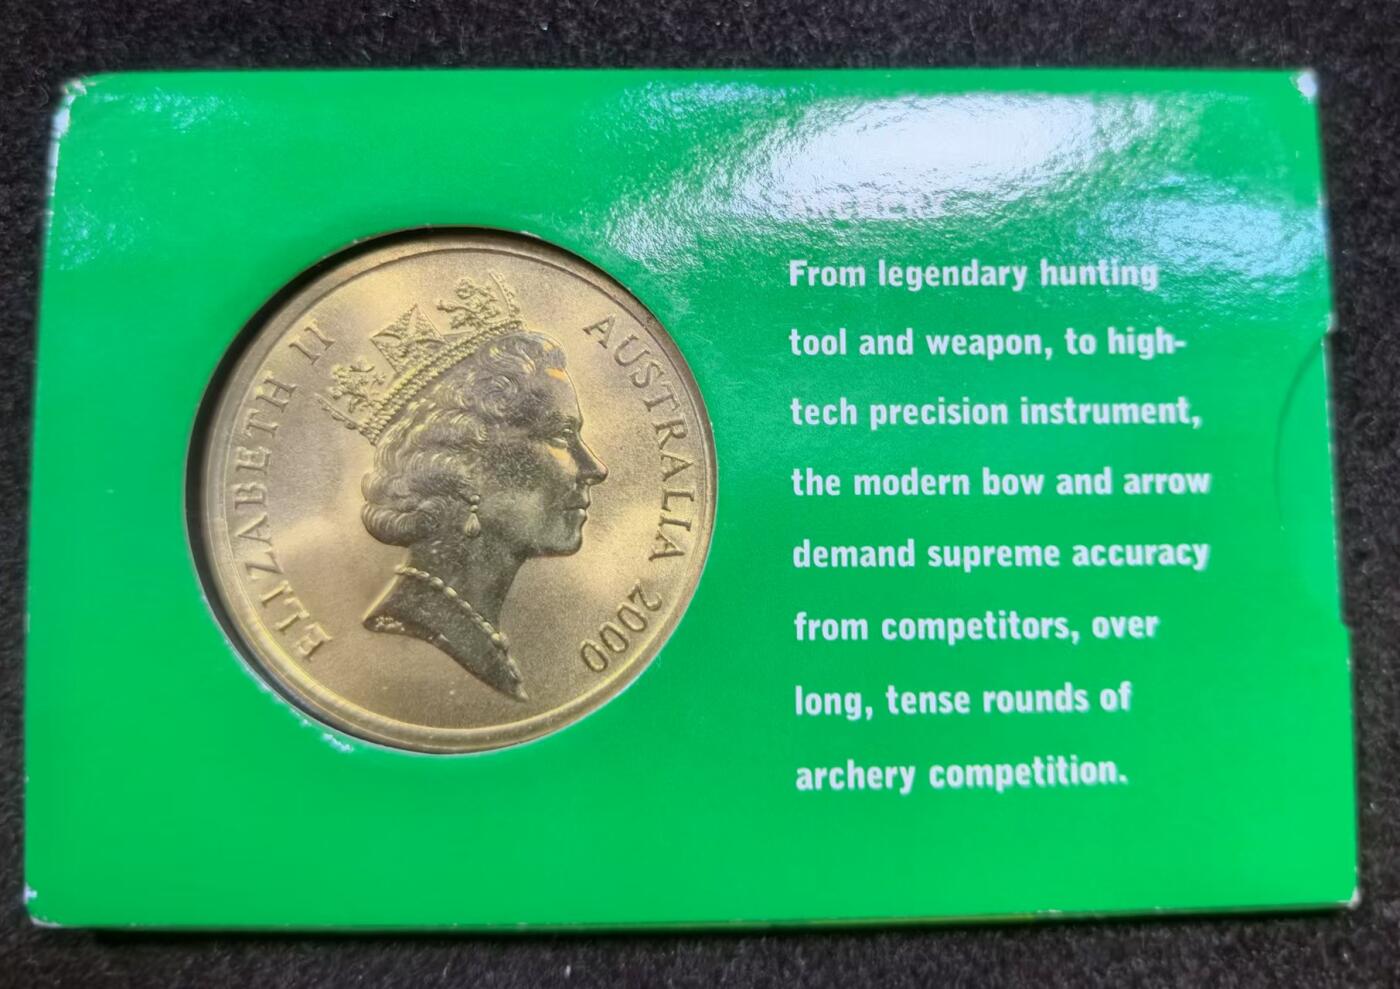 ELIZABETH II
AUSTRALIA 2000
ARCHERY
From legendary hunting
tool and weapon, to high-
tech precision instrument,
the modern bow and arrow
demand supreme accuracy
from competitors, over
long, tense rounds of
archery competition.